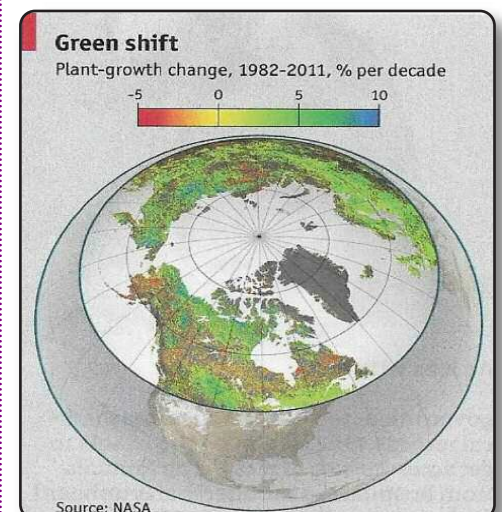 Green shift
Plant-growth change, 1982-2011, % per decade
-5 0 5 10
Source: NASA